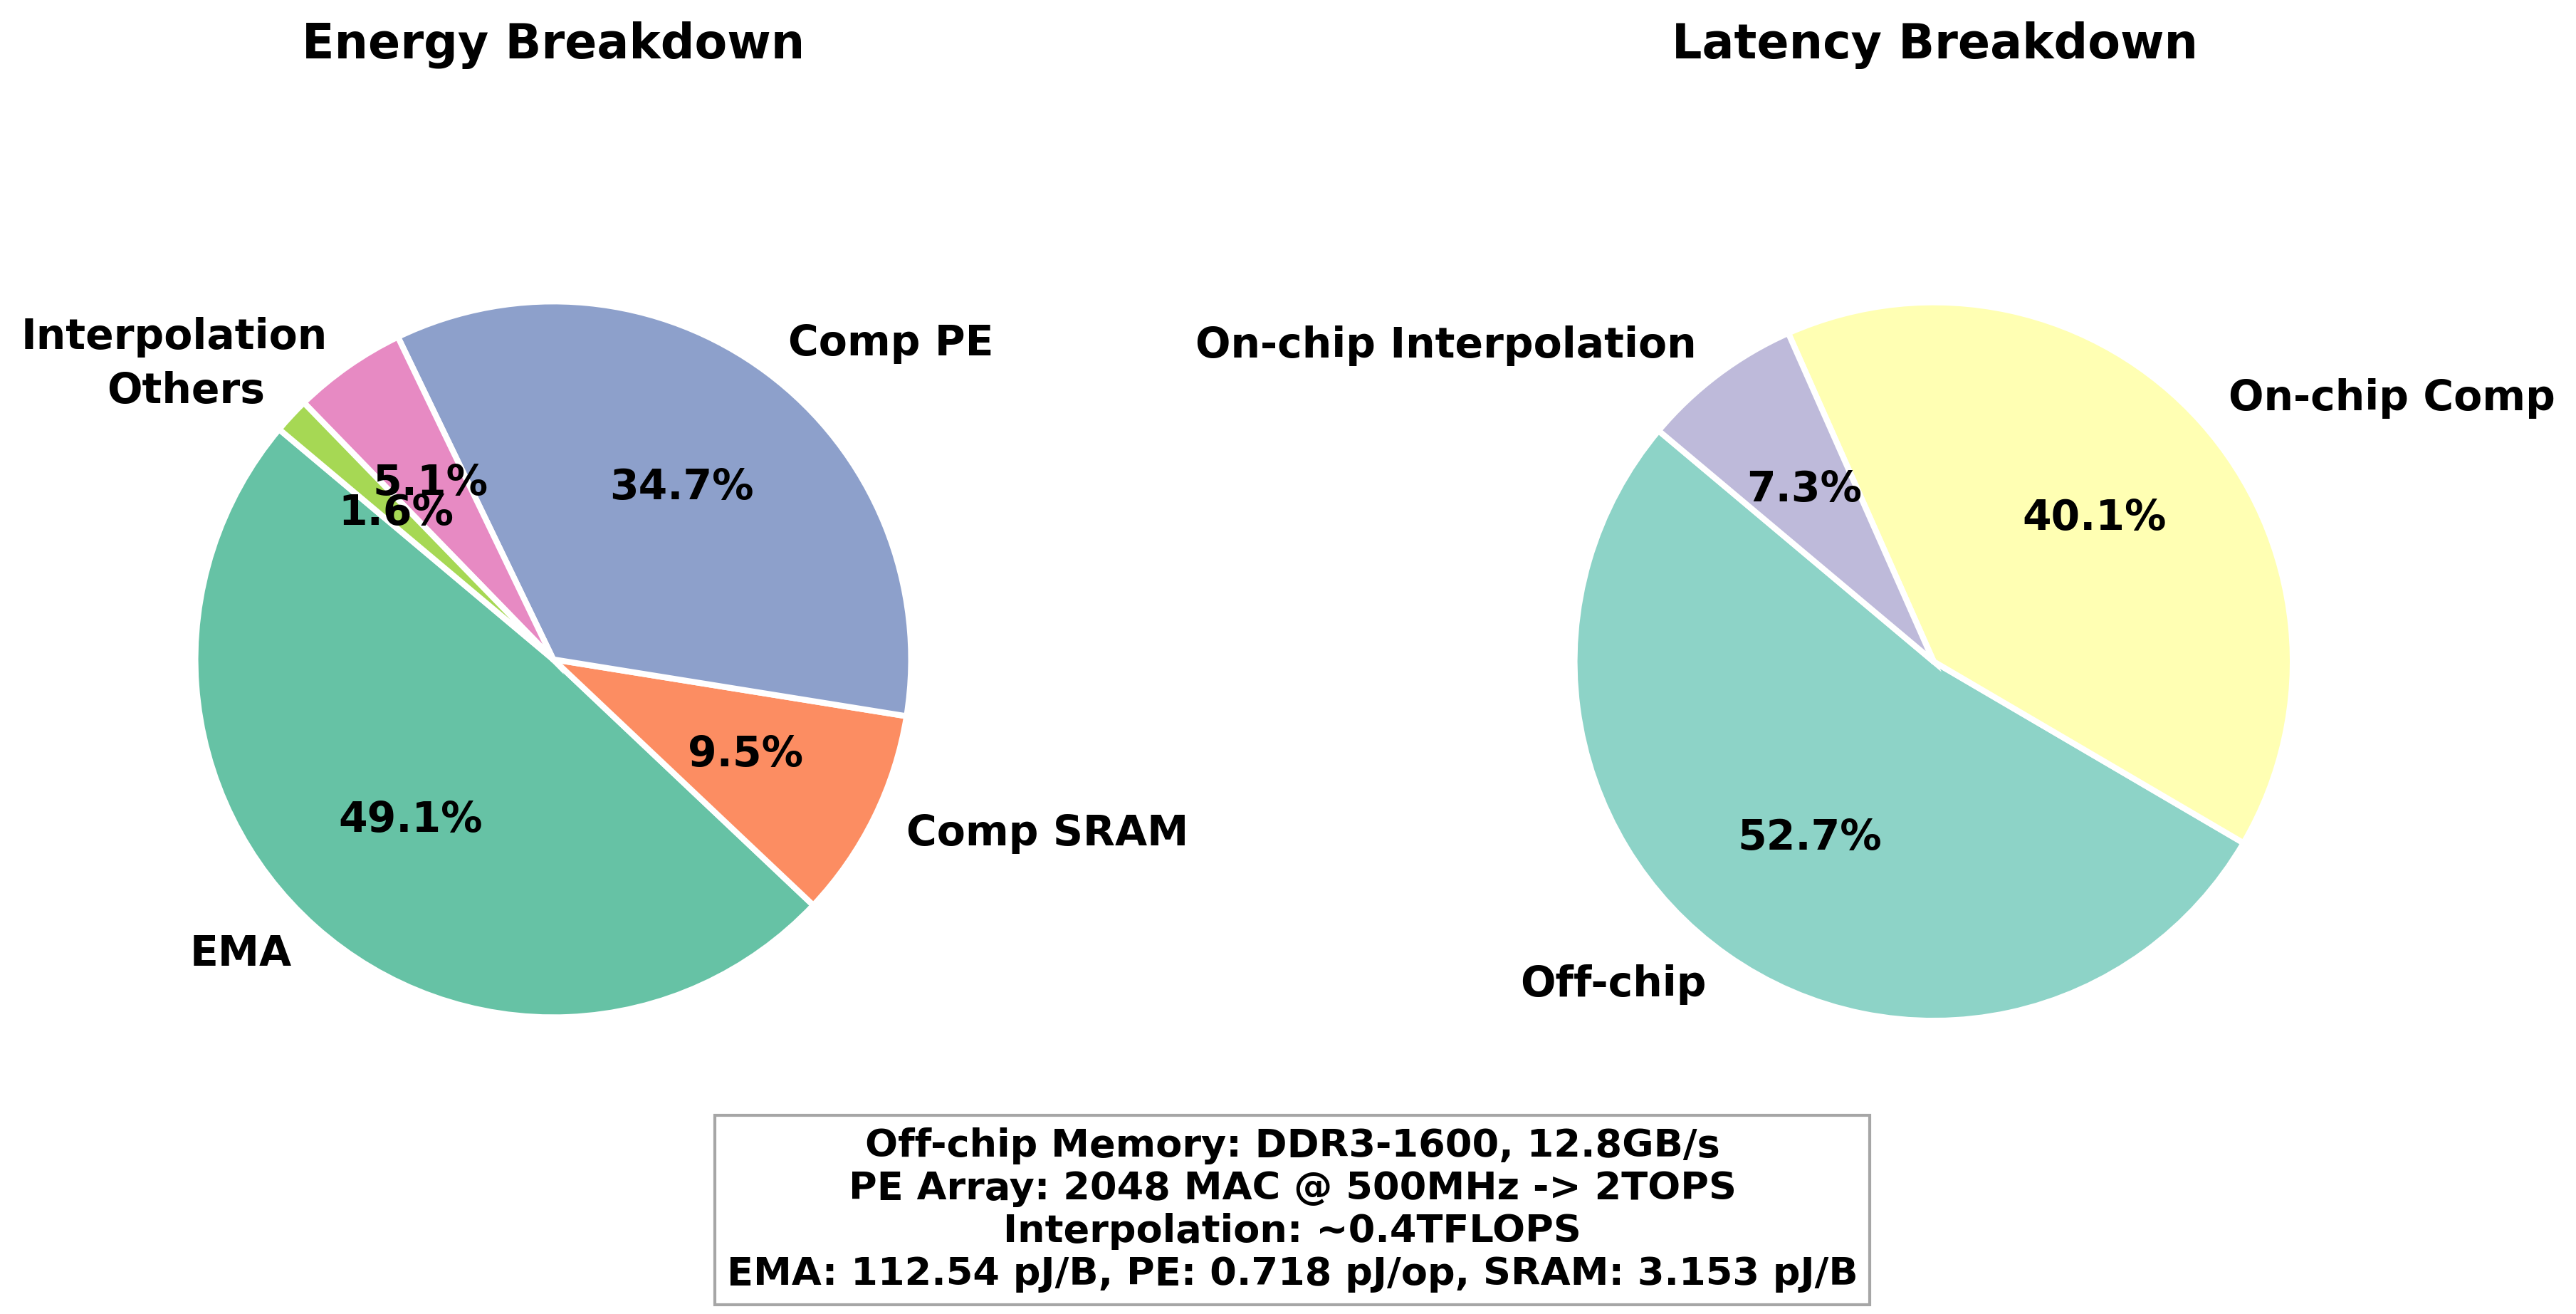 Energy Breakdown
Interpolation
Others
Comp PE
5.1%
1.6%
34.7%
9.5%
49.1%
Comp SRAM
EMA
Latency Breakdown
On-chip Interpolation
On-chip Comp
7.3%
40.1%
52.7%
Off-chip
Off-chip Memory: DDR3-1600, 12.8GB/s
PE Array: 2048 MAC @ 500MHz -> 2TOPS
Interpolation: ~0.4TFLOPS
EMA: 112.54 pJ/B, PE: 0.718 pJ/op, SRAM: 3.153 pJ/B